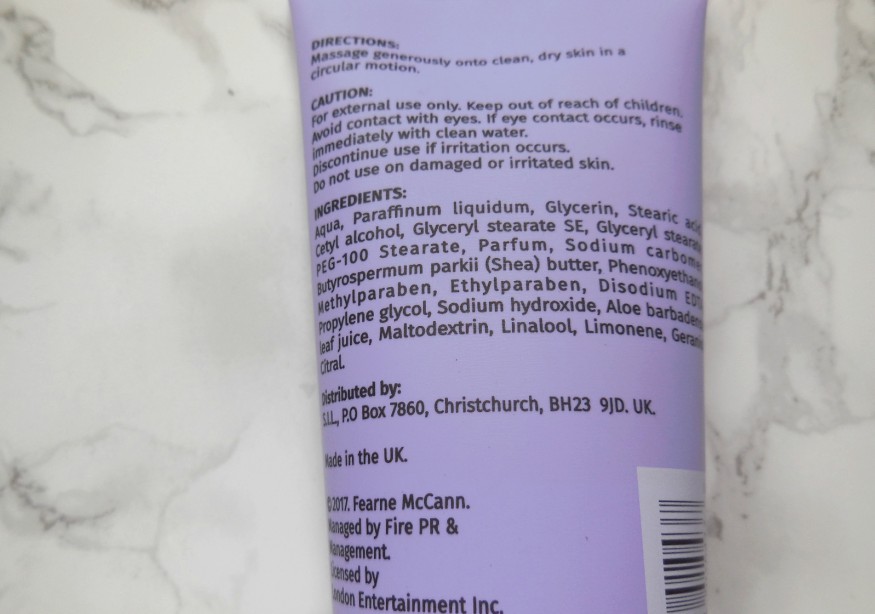 DIRECTIONS:
Massage generously onto clean, dry skin in a
circular motion.
CAUTION:
For external use only. Keep out of reach of children.
Avoid contact with eyes. If eye contact occurs, rinse
immediately with clean water.
Discontinue use if irritation occurs.
Do not use on damaged or irritated skin.
INGREDIENTS:
Aqua, Paraffinum liquidum, Glycerin, Stearic
Cetyl alcohol, Glyceryl stearate SE, Glyceryl
PEG-100 Stearate, Parfum, Sodium
Butyrospermum parkii (Shea) butter,
Methylparaben, Ethylparaben, Disodium
Propylene glycol, Sodium hydroxide, Aloe
leaf juice, Maltodextrin, Linalool, Limonene,
Citral.
Distributed by:
S.I.L, P.O Box 7860, Christchurch, BH23 9JD. UK.
Made in the UK.
©2017. Fearne McCann.
Managed by Fire PR &
Management.
Licensed by
London Entertainment Inc.